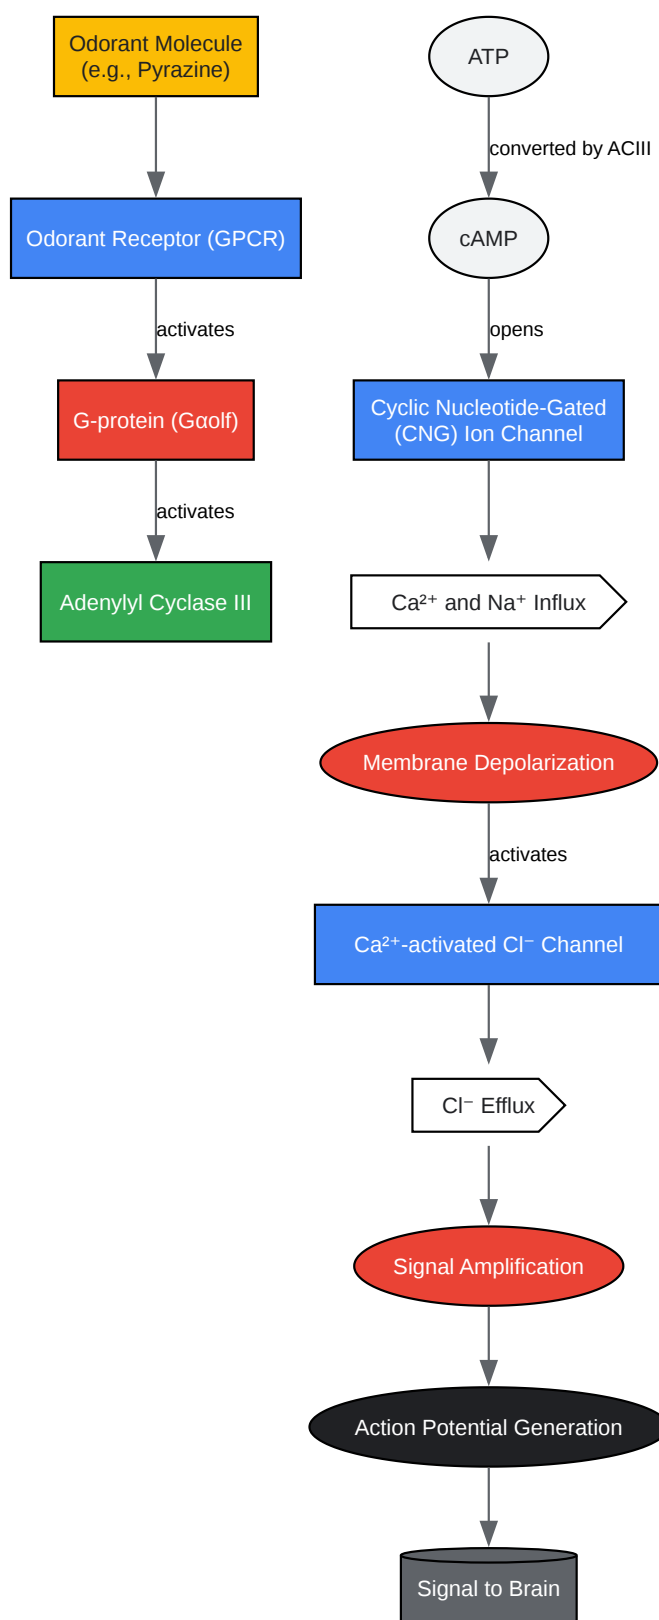 Odorant Molecule
(e.g., Pyrazine)
Odorant Receptor (GPCR)
activates
G-protein (Gαolf)
activates
Adenylyl Cyclase III
ATP
converted by ACIII
cAMP
opens
Cyclic Nucleotide-Gated
(CNG) Ion Channel
Ca²⁺ and Na⁺ Influx
Membrane Depolarization
activates
Ca²⁺-activated Cl⁻ Channel
Cl⁻ Efflux
Signal Amplification
Action Potential Generation
Signal to Brain